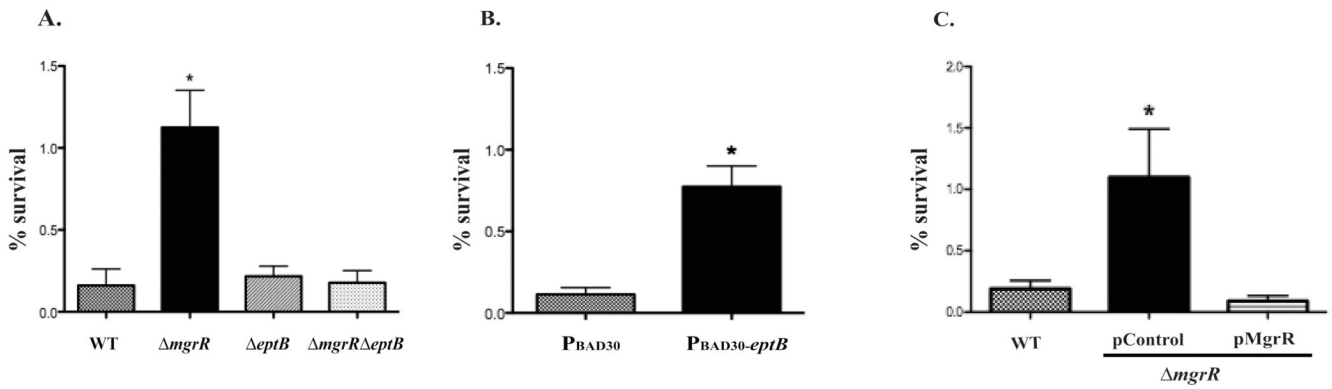 A.
% survival
1.5
1.0
0.5
0.0
*
WT ΔmgrR ΔeptB ΔmgrRΔeptB
B.
% survival
1.5
1.0
0.5
0.0
*
PBAD30 PBAD30-eptB
C.
% survival
2.0
1.5
1.0
0.5
0.0
*
WT pControl pMgrR
ΔmgrR